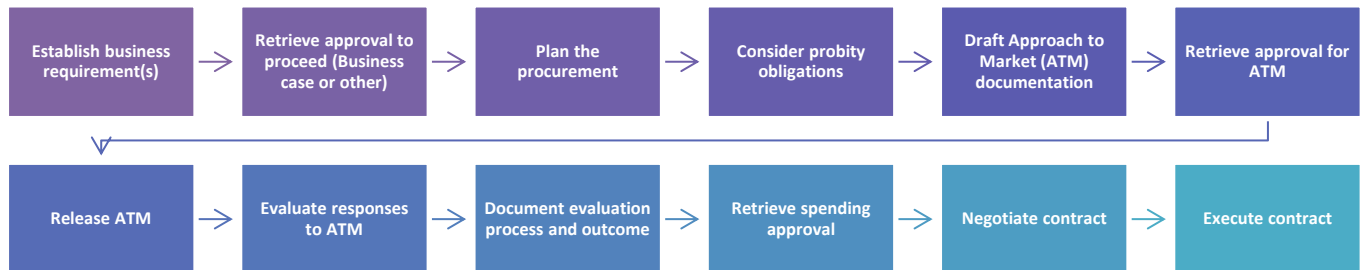 Establish business
requirement(s)
Retrieve approval to
proceed (Business
case or other)
Plan the
procurement
Consider probity
obligations
Draft Approach to
Market (ATM)
documentation
Retrieve approval for
ATM
Release ATM
Evaluate responses
to ATM
Document evaluation
process and outcome
Retrieve spending
approval
Negotiate contract
Execute contract